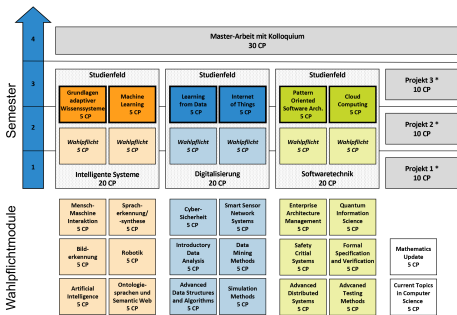 Semester
4
3
2
1
Master-Arbeit mit Kolloquium
30 CP
Studienfeld
Grundlagen
adaptiver
Wissenssysteme
5 CP
Machine
Learning
5 CP
Wahlpflicht
5 CP
Wahlpflicht
5 CP
Intelligente Systeme
20 CP
Studienfeld
Learning
from Data
5 CP
Internet
of Things
5 CP
Wahlpflicht
5 CP
Wahlpflicht
5 CP
Digitalisierung
20 CP
Studienfeld
Pattern
Oriented
Software Arch.
5 CP
Cloud
Computing
5 CP
Wahlpflicht
5 CP
Wahlpflicht
5 CP
Softwaretechnik
20 CP
Projekt 3 *
10 CP
Projekt 2 *
10 CP
Projekt 1 *
10 CP
Wahlpflichtmodule
Mensch-
Maschine
Interaktion
5 CP
Sprach-
erkennung/
-synthese
5 CP
Bild-
erkennung
5 CP
Robotik
5 CP
Artificial
Intelligence
5 CP
Ontologie-
sprachen und
Semantic Web
5 CP
Cyber-
Sicherheit
5 CP
Smart Sensor
Network
Systems
5 CP
Introductory
Data
Analysis
5 CP
Data
Mining
Methods
5 CP
Advanced
Data Structures
and Algorithms
5 CP
Simulation
Methods
5 CP
Enterprise
Architecture
Management
5 CP
Quantum
Information
Science
5 CP
Safety
Critial
Systems
5 CP
Formal
Specification
and Verification
5 CP
Advanced
Distributed
Systems
5 CP
Advcaned
Testing
Methods
5 CP
Mathematics
Update
5 CP
Current Topics
in Computer
Science
5 CP